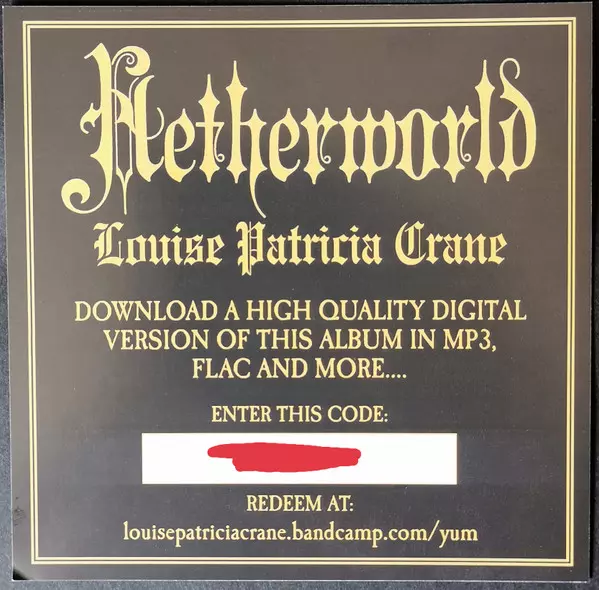 Netherworld
Louise Patricia Crane
DOWNLOAD A HIGH QUALITY DIGITAL
VERSION OF THIS ALBUM IN MP3,
FLAC AND MORE....
ENTER THIS CODE:
REDEEM AT:
louisepatriciacrane.bandcamp.com/yum